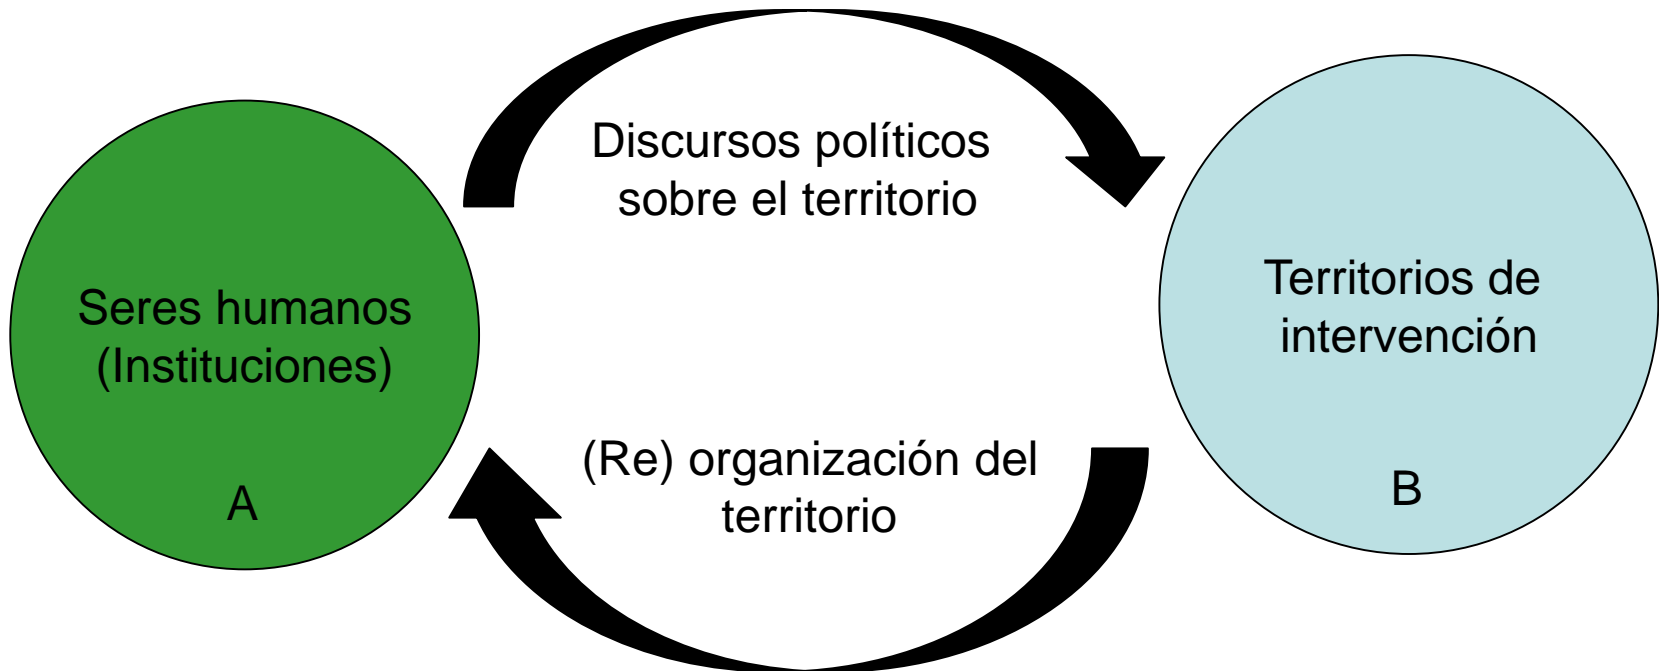 Discursos políticos
sobre el territorio
Seres humanos
(Instituciones)
A
Territorios de
intervención
B
(Re) organización del
territorio